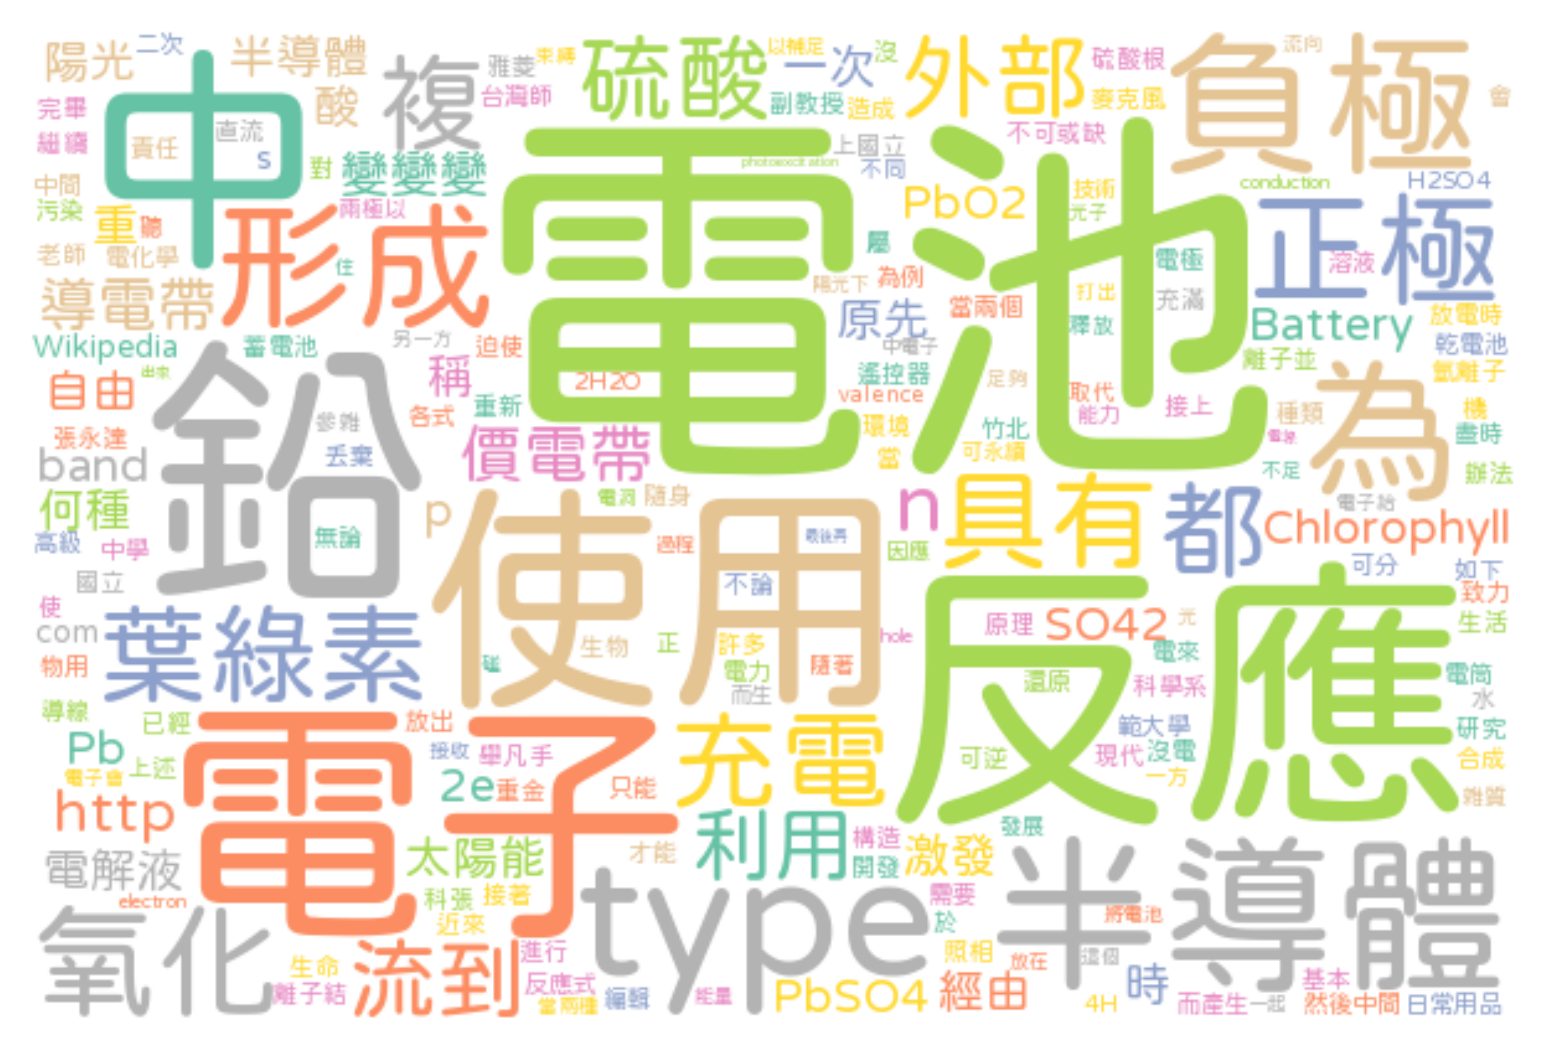 陽光 二次 半導體 複 雅菱 束縛 硫酸 以補足 一次 沒 外部 硫酸根 負極 流向 會
完畢 中 酸 台灣師 副教授 造成 麥克風
繼續 責任 直流 s 對 變變變 photoexcitation 上國立 不可或缺
中間 兩極以 電池 不同 PbO2 技術 conduction H2SO4
污染 重 聽 形成 光子 正極
老師 電化學 住 屬 電極 溶液
導電帶 陽光下 為例 打出 充滿
Wikipedia 蓄電池 另一方 迫使 原先 當兩個 釋放 Battery 放電時
出來 鉛 稱 2H2O 中電子 離子並 乾電池
自由 重新 遙控器 足夠 取代 為 氫離子
參雜 各式 valence 能力 接上 種類 機
張永達 丟棄 價電帶 環境 竹北 電源 盡時
band 當 可永續 不足 辦法
何種 p 使用 電洞 隨身 n 具有 都 電子給 Chlorophyll
高級 中學 無論 過程 最後再 因應
國立 不論 反應 可分 如下
使 致力
com 葉綠素 生物 正 許多 hole 原理 SO42 元 生活
物用 碰 電力 隨著 還原 電來 電筒
導線 而生 科學系 水
Pb 已經 電子 放出 充電 範大學 研究
電子會 上述 接收 舉凡手 可逆 現代 沒電 合成
http 2e 重金 只能 一方 雜質
電解液 太陽能 才能 利用 構造 激發 發展 半導體
electron 科張 接著 type 開發 需要
氧化 近來 於 將電池
生命 流到 進行 照相 放在 這個 時 基本
離子結 反應式 當兩種 編輯 能量 PbSO4 經由 4H 而產生 一起 然後中間 日常用品